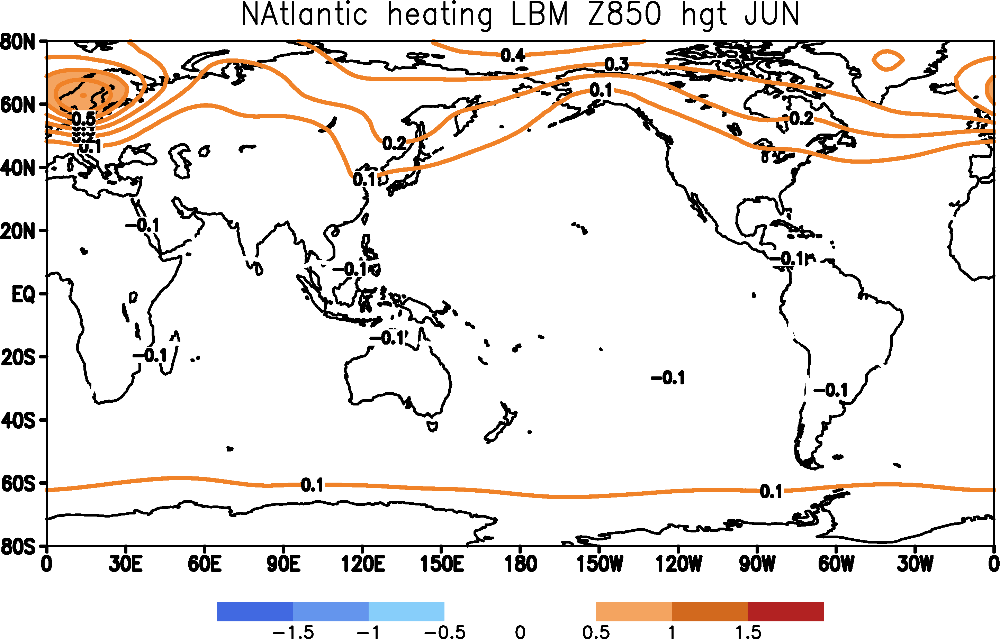 NAtlantic heating LBM Z850 hgt JUN
80N
0.4
0.3
0.1
60N
0.5
0.2
0.2
0.2
0.1
40N
0.1
-0.1
20N
-0.1
-0.1
EQ
-0.1
20S
-0.1
-0.1
-0.1
40S
60S
0.1
0.1
80S
0 30E 60E 90E 120E 150E 180 150W 120W 90W 60W 30W 0
-1.5 -1 -0.5 0 0.5 1 1.5